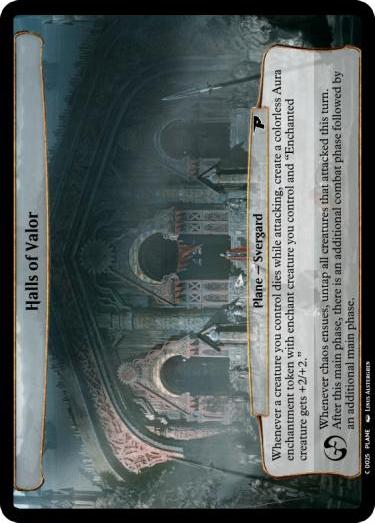 Halls of Valor
Plane – Svergard
Whenever a creature you control dies while attacking, create a colorless Aura
enchantment token with enchant creature you control and “Enchanted
creature gets +2/+2.”
Whenever chaos ensues, untap all creatures that attacked this turn.
After this main phase, there is an additional combat phase followed by
an additional main phase.
C 0025 PLANE Linus Alstergren